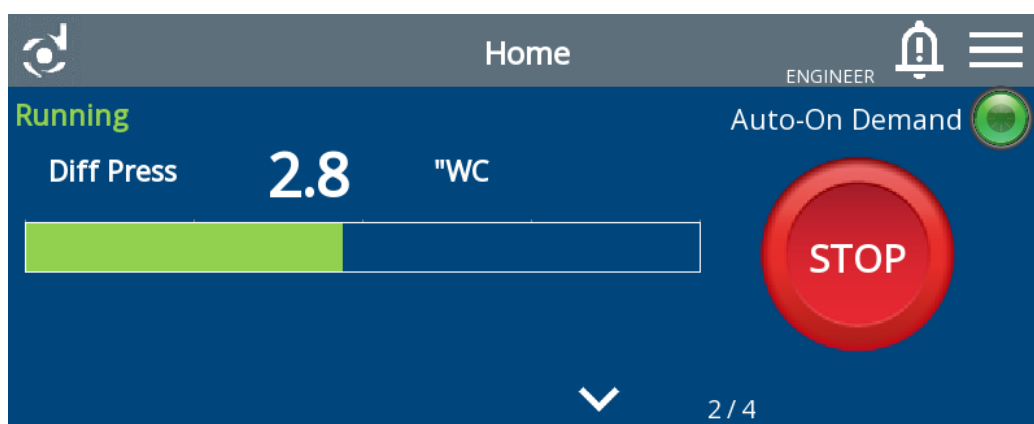 Home
ENGINEER
Running
Auto-On Demand
Diff Press 2.8 "WC
STOP
2 / 4